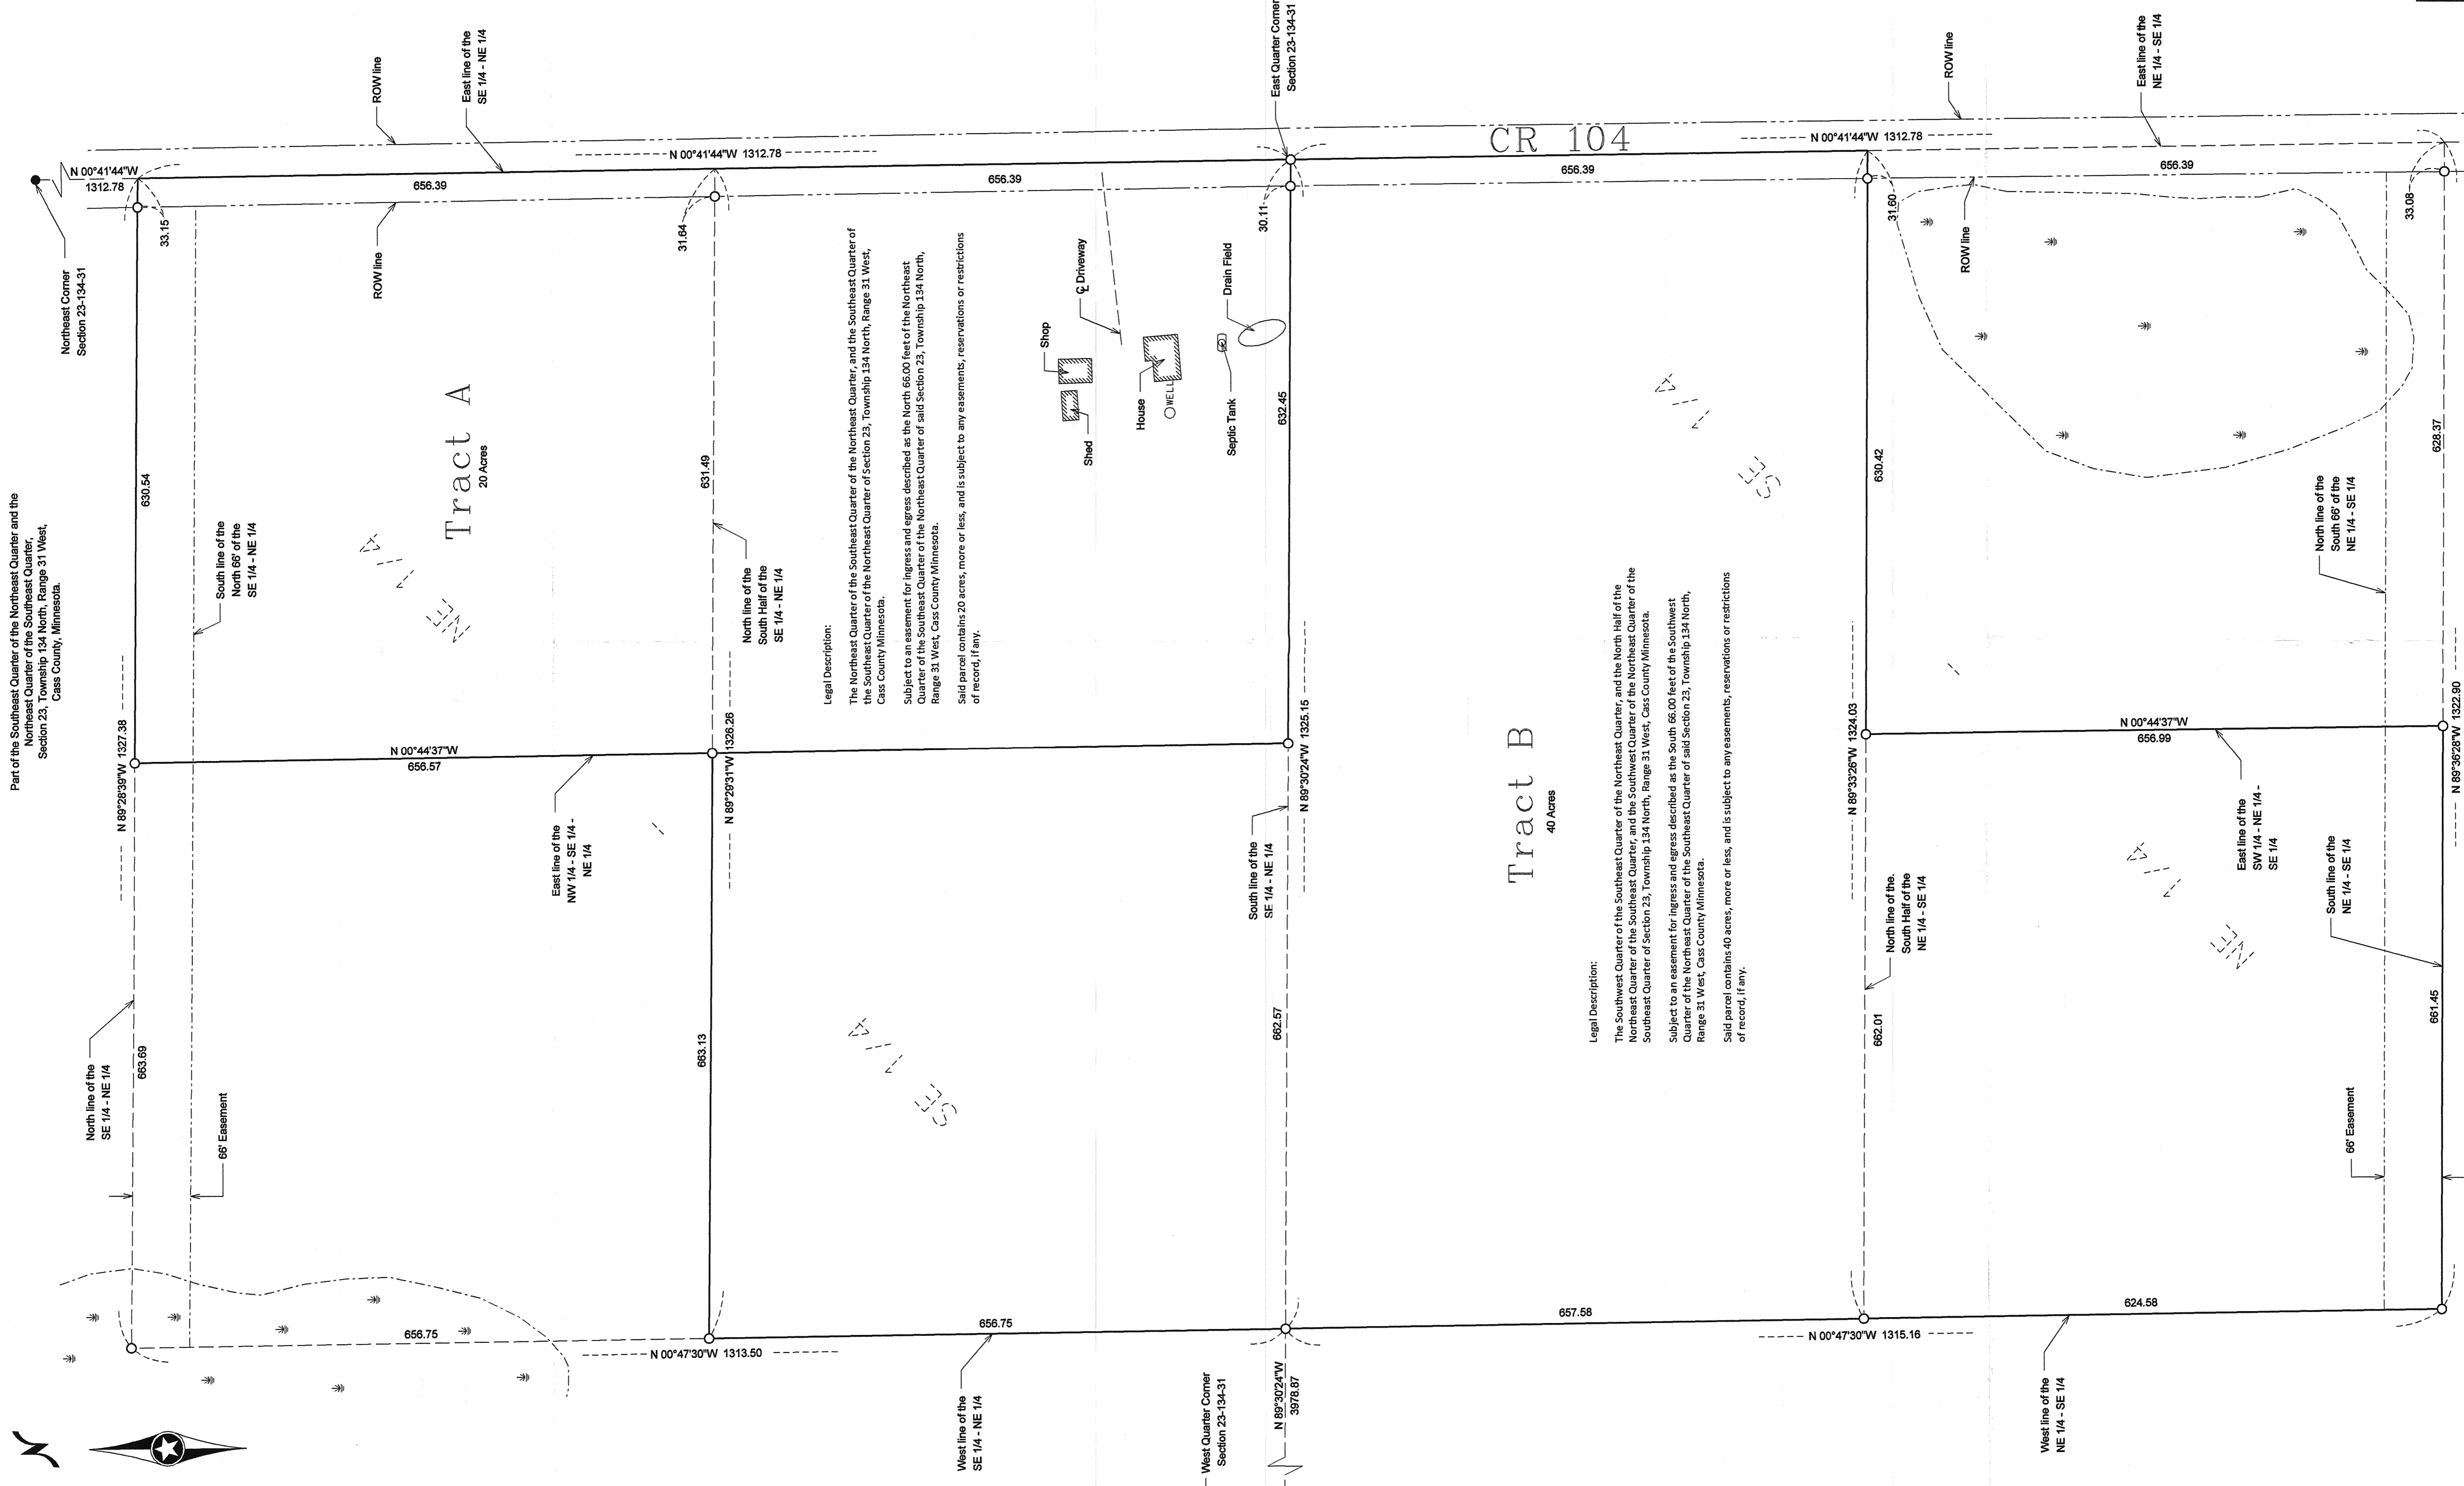 Part of the Southeast Quarter of the Northeast Quarter and the
Northeast Quarter of the Southeast Quarter,
Section 23, Township 134 North, Range 31 West,
Cass County, Minnesota.
Northeast Corner
Section 23-134-31
N 00°41'44"W
1312.78
33.15
ROW line
ROW line
East line of the
SE 1/4 - NE 1/4
N 00°41'44"W 1312.78
656.39
31.64
656.39
30.11
East Quarter Corner
Section 23-134-31
CR 104
656.39
N 00°41'44"W 1312.78
31.60
656.39
33.08
ROW line
ROW line
East line of the
NE 1/4 - SE 1/4
630.54
N 89°28'39"W 1327.38
663.69
North line of the
SE 1/4 - NE 1/4
South line of the
North 66' of the
SE 1/4 - NE 1/4
66' Easement
Tract A
20 Acres
NE 1/4
N 00°44'37"W
656.57
East line of the
NW 1/4 - SE 1/4 -
NE 1/4
631.49
N 89°29'31"W 1326.26
663.13
North line of the
South Half of the
SE 1/4 - NE 1/4
Legal Description:
The Northeast Quarter of the Southeast Quarter of the Northeast Quarter, and the Southeast Quarter of
the Southeast Quarter of the Northeast Quarter of Section 23, Township 134 North, Range 31 West,
Cass County Minnesota.
Subject to an easement for ingress and egress described as the North 66.00 feet of the Northeast
Quarter of the Southeast Quarter of the Northeast Quarter of said Section 23, Township 134 North,
Range 31 West, Cass County Minnesota.
Said parcel contains 20 acres, more or less, and is subject to any easements, reservations or restrictions
of record, if any.
Shop
Shed
℄ Driveway
House
WELL
Septic Tank
Drain Field
632.45
N 89°30'24"W 1325.15
662.57
South line of the
SE 1/4 - NE 1/4
SE 1/4
656.75
N 00°47'30"W 1313.50
656.75
West line of the
SE 1/4 - NE 1/4
West Quarter Corner
Section 23-134-31
N 89°30'24"W
3978.87
SE 1/4
Tract B
40 Acres
Legal Description:
The Southwest Quarter of the Southeast Quarter of the Northeast Quarter, and the North Half of the
Northeast Quarter of the Southeast Quarter, and the Southwest Quarter of the Northeast Quarter of the
Southeast Quarter of Section 23, Township 134 North, Range 31 West, Cass County Minnesota.
Subject to an easement for ingress and egress described as the South 66.00 feet of the Southwest
Quarter of the Northeast Quarter of the Southeast Quarter of said Section 23, Township 134 North,
Range 31 West, Cass County Minnesota.
Said parcel contains 40 acres, more or less, and is subject to any easements, reservations or restrictions
of record, if any.
630.42
N 89°33'26"W 1324.03
662.01
North line of the.
South Half of the
NE 1/4 - SE 1/4
657.58
N 00°47'30"W 1315.16
624.58
West line of the
NE 1/4 - SE 1/4
N 00°44'37"W
656.99
East line of the
SW 1/4 - NE 1/4 -
SE 1/4
NE 1/4
North line of the
South 66' of the
NE 1/4 - SE 1/4
South line of the
NE 1/4 - SE 1/4
66' Easement
628.37
N 89°36'28"W 1322.90
661.45
N